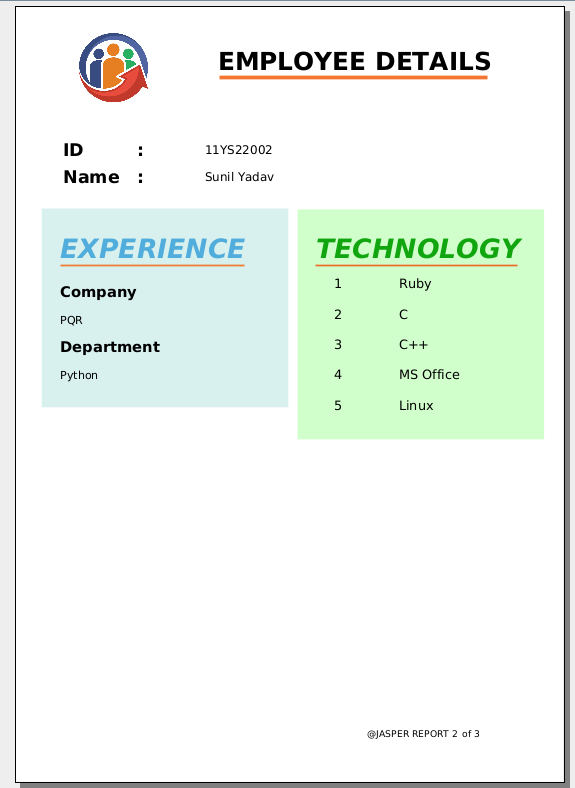 EMPLOYEE DETAILS
ID : 11YS22002
Name : Sunil Yadav
EXPERIENCE
Company
PQR
Department
Python
TECHNOLOGY
1 Ruby
2 C
3 C++
4 MS Office
5 Linux
@JASPER REPORT 2 of 3